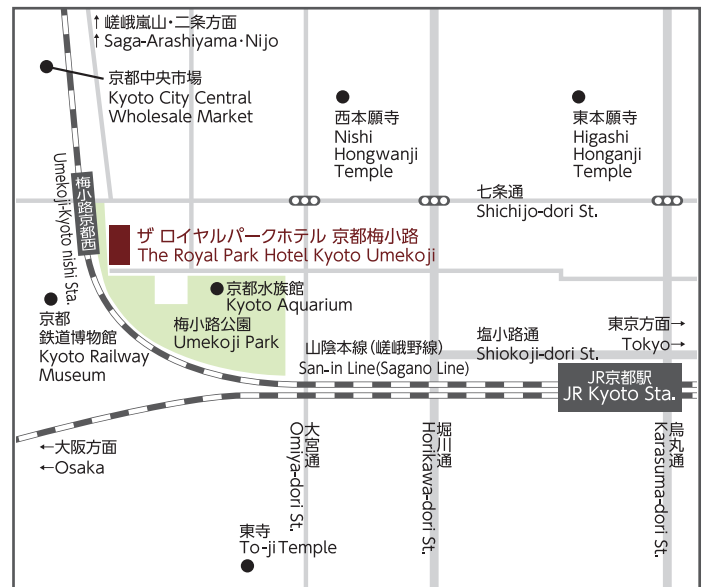 ↑ 嵯峨嵐山・二条方面
↑ Saga-Arashiyama・Nijo
京都中央市場
Kyoto City Central
Wholesale Market
西本願寺
Nishi
Hongwanji
Temple
東本願寺
Higashi
Honganji
Temple
梅小路京都西
Umekoji-Kyoto nishi Sta.
七条通
Shichijo-dori St.
ザ ロイヤルパークホテル 京都梅小路
The Royal Park Hotel Kyoto Umekoji
京都水族館
Kyoto Aquarium
京都
鉄道博物館
Kyoto Railway
Museum
梅小路公園
Umekoji Park
山陰本線(嵯峨野線)
San-in Line(Sagano Line)
塩小路通
Shiokoji-dori St.
東京方面→
Tokyo→
JR京都駅
JR Kyoto Sta.
←大阪方面
←Osaka
大宮通
Omiya-dori St.
堀川通
Horikawa-dori St.
烏丸通
Karasuma-dori St.
東寺
To-ji Temple